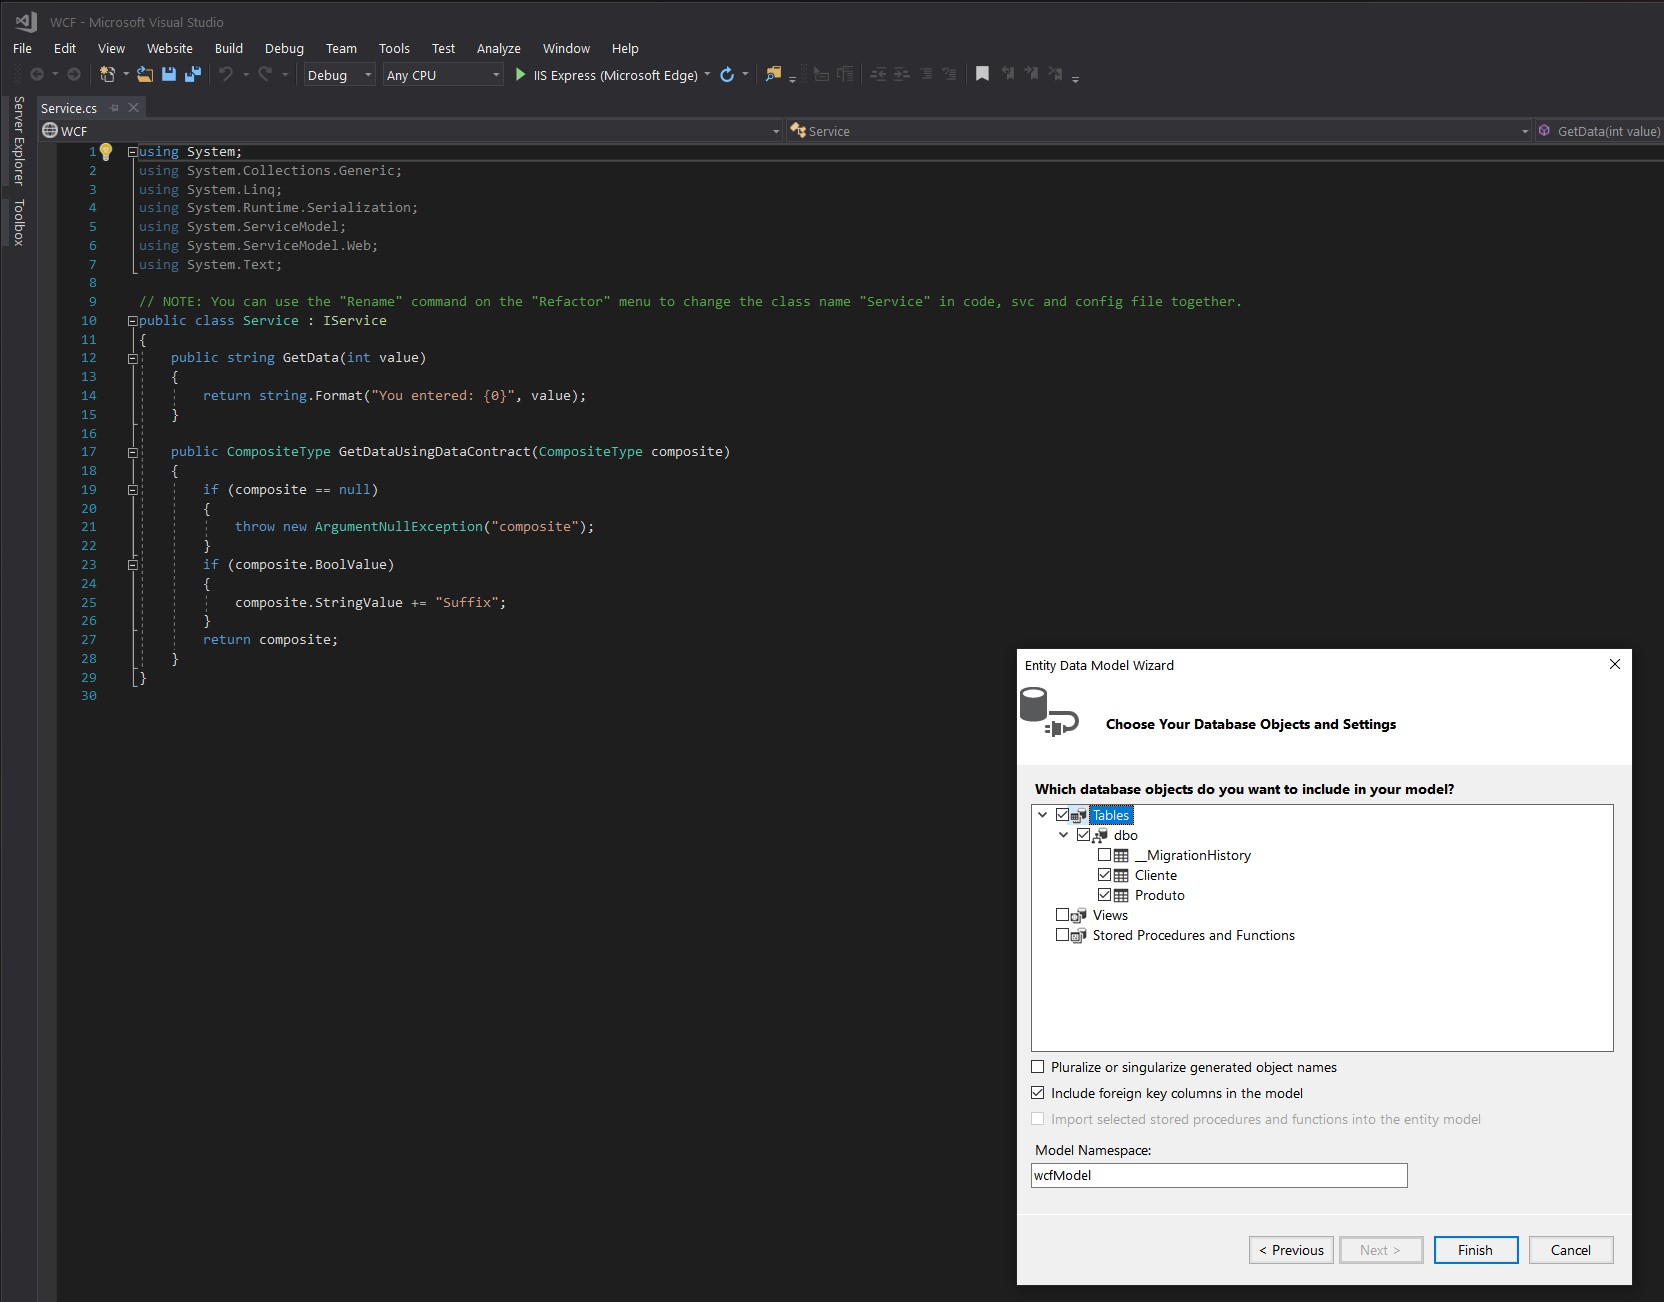 WCF - Microsoft Visual Studio
File Edit View Website Build Debug Team Tools Test Analyze Window Help
Debug Any CPU IIS Express (Microsoft Edge)
Server Explorer
Toolbox
Service.cs
WCF Service GetData(int value)
1 using System;
2 using System.Collections.Generic;
3 using System.Linq;
4 using System.Runtime.Serialization;
5 using System.ServiceModel;
6 using System.ServiceModel.Web;
7 using System.Text;
8
9 // NOTE: You can use the "Rename" command on the "Refactor" menu to change the class name "Service" in code, svc and config file together.
10 public class Service : IService
11 {
12 public string GetData(int value)
13 {
14 return string.Format("You entered: {0}", value);
15 }
16
17 public CompositeType GetDataUsingDataContract(CompositeType composite)
18 {
19 if (composite == null)
20 {
21 throw new ArgumentNullException("composite");
22 }
23 if (composite.BoolValue)
24 {
25 composite.StringValue += "Suffix";
26 }
27 return composite;
28 }
29 }
30
Entity Data Model Wizard
Choose Your Database Objects and Settings
Which database objects do you want to include in your model?
Tables
dbo
__MigrationHistory
Cliente
Produto
Views
Stored Procedures and Functions
Pluralize or singularize generated object names
Include foreign key columns in the model
Import selected stored procedures and functions into the entity model
Model Namespace:
wcfModel
< Previous Next > Finish Cancel